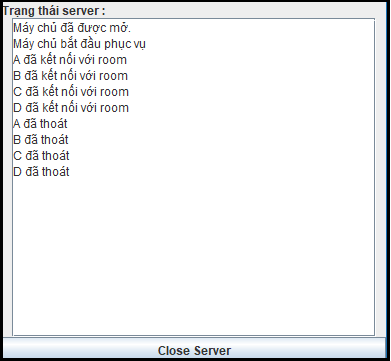 Trạng thái server :
Máy chủ đã được mở.
Máy chủ bắt đầu phục vụ
A đã kết nối với room
B đã kết nối với room
C đã kết nối với room
D đã kết nối với room
A đã thoát
B đã thoát
C đã thoát
D đã thoát
Close Server